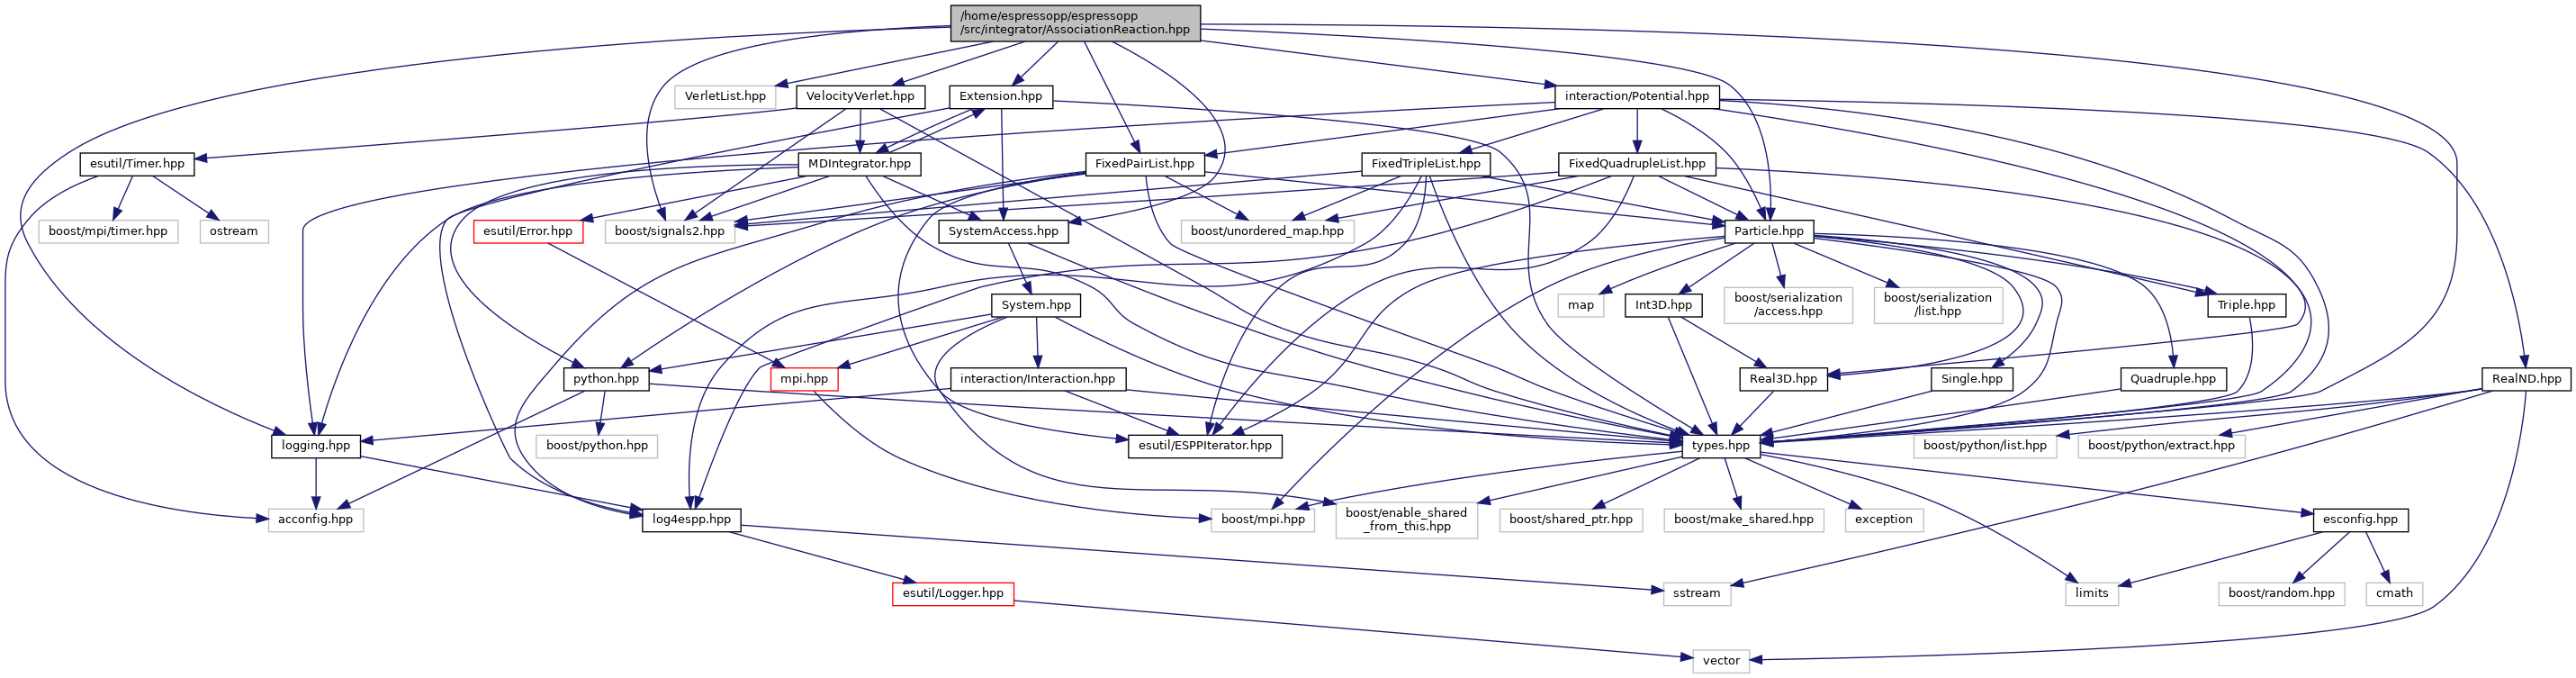 /home/espressopp/espressopp
/src/integrator/AssociationReaction.hpp
VerletList.hpp
VelocityVerlet.hpp
Extension.hpp
interaction/Potential.hpp
esutil/Timer.hpp
MDIntegrator.hpp
FixedPairList.hpp
FixedTripleList.hpp
FixedQuadrupleList.hpp
boost/mpi/timer.hpp
ostream
esutil/Error.hpp
boost/signals2.hpp
SystemAccess.hpp
boost/unordered_map.hpp
Particle.hpp
System.hpp
map
Int3D.hpp
boost/serialization
/access.hpp
boost/serialization
/list.hpp
Triple.hpp
python.hpp
mpi.hpp
interaction/Interaction.hpp
Real3D.hpp
Single.hpp
Quadruple.hpp
RealND.hpp
logging.hpp
boost/python.hpp
esutil/ESPPIterator.hpp
types.hpp
boost/python/list.hpp
boost/python/extract.hpp
acconfig.hpp
log4espp.hpp
boost/mpi.hpp
boost/enable_shared
_from_this.hpp
boost/shared_ptr.hpp
boost/make_shared.hpp
exception
esconfig.hpp
esutil/Logger.hpp
sstream
limits
boost/random.hpp
cmath
vector